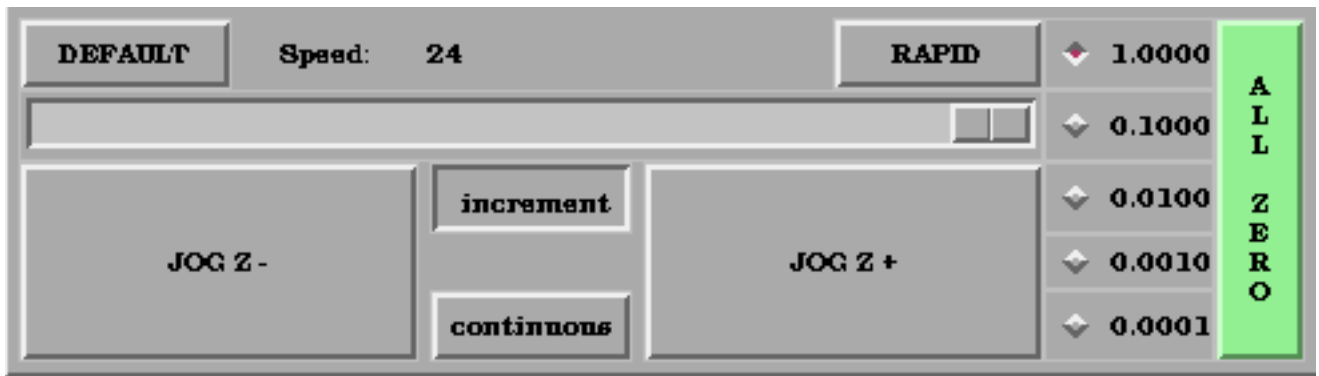 DEFAULT Speed: 24 RAPID
1.0000
0.1000
increment
0.0100
JOG Z - JOG Z +
0.0010
continuous
0.0001
ALL ZERO